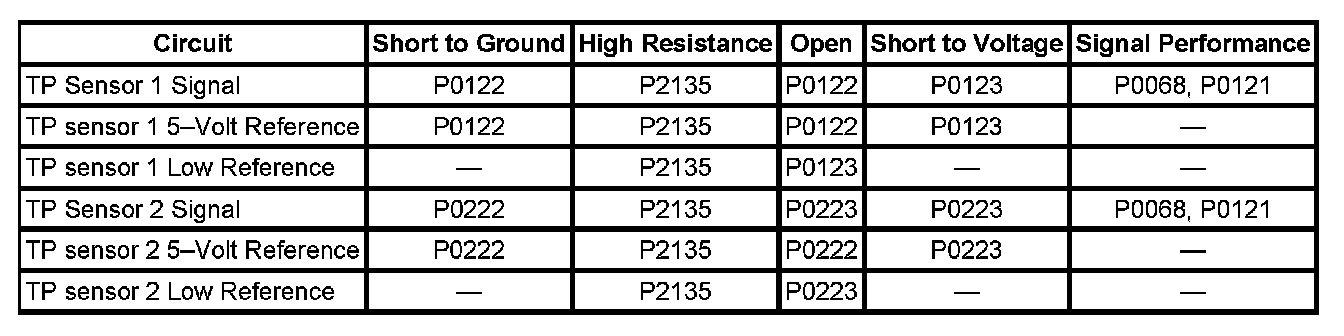 Circuit Short to Ground High Resistance Open Short to Voltage Signal Performance
TP Sensor 1 Signal P0122 P2135 P0122 P0123 P0068, P0121
TP sensor 1 5–Volt Reference P0122 P2135 P0122 P0123 —
TP sensor 1 Low Reference — P2135 P0123 — —
TP Sensor 2 Signal P0222 P2135 P0223 P0223 P0068, P0121
TP sensor 2 5–Volt Reference P0222 P2135 P0222 P0223 —
TP sensor 2 Low Reference — P2135 P0223 — —